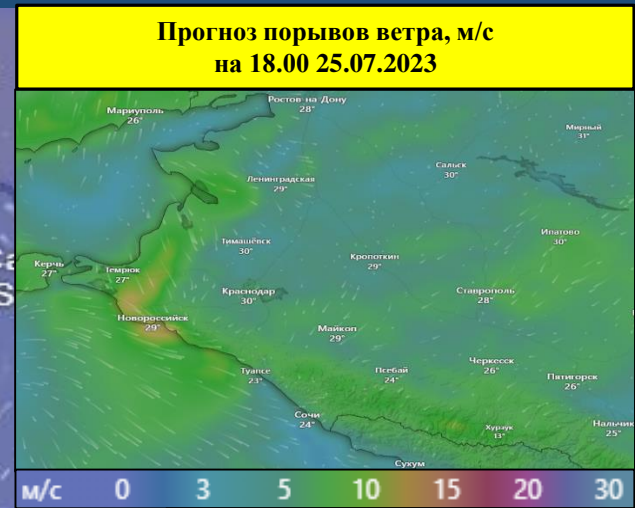 Прогноз порывов ветра, м/с
на 18.00 25.07.2023
Ростов-на-Дону
28°
Мариуполь
26°
Мирный
31°
Сальск
30°
Ленинградская
29°
Ипатово
30°
Тимашёвск
30°
Кропоткин
29°
Керчь
27°
Темрюк
27°
Краснодар
30°
Ставрополь
28°
Новороссийск
29°
Майкоп
29°
Черкесск
26°
Туапсе
23°
Псебай
24°
Пятигорск
26°
Сочи
24°
Хурзук
13°
Нальчик
25°
Сухум
м/с 0 3 5 10 15 20 30